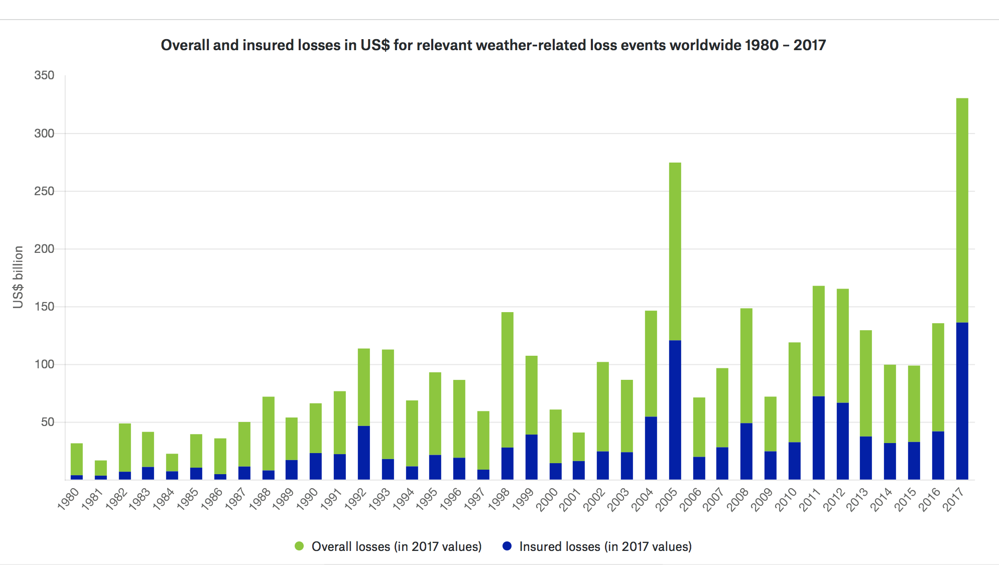 Overall and insured losses in US$ for relevant weather-related loss events worldwide 1980 – 2017
350
300
250
200
150
100
50
US$ billion
1980 1981 1982 1983 1984 1985 1986 1987 1988 1989 1990 1991 1992 1993 1994 1995 1996 1997 1998 1999 2000 2001 2002 2003 2004 2005 2006 2007 2008 2009 2010 2011 2012 2013 2014 2015 2016 2017
Overall losses (in 2017 values) Insured losses (in 2017 values)